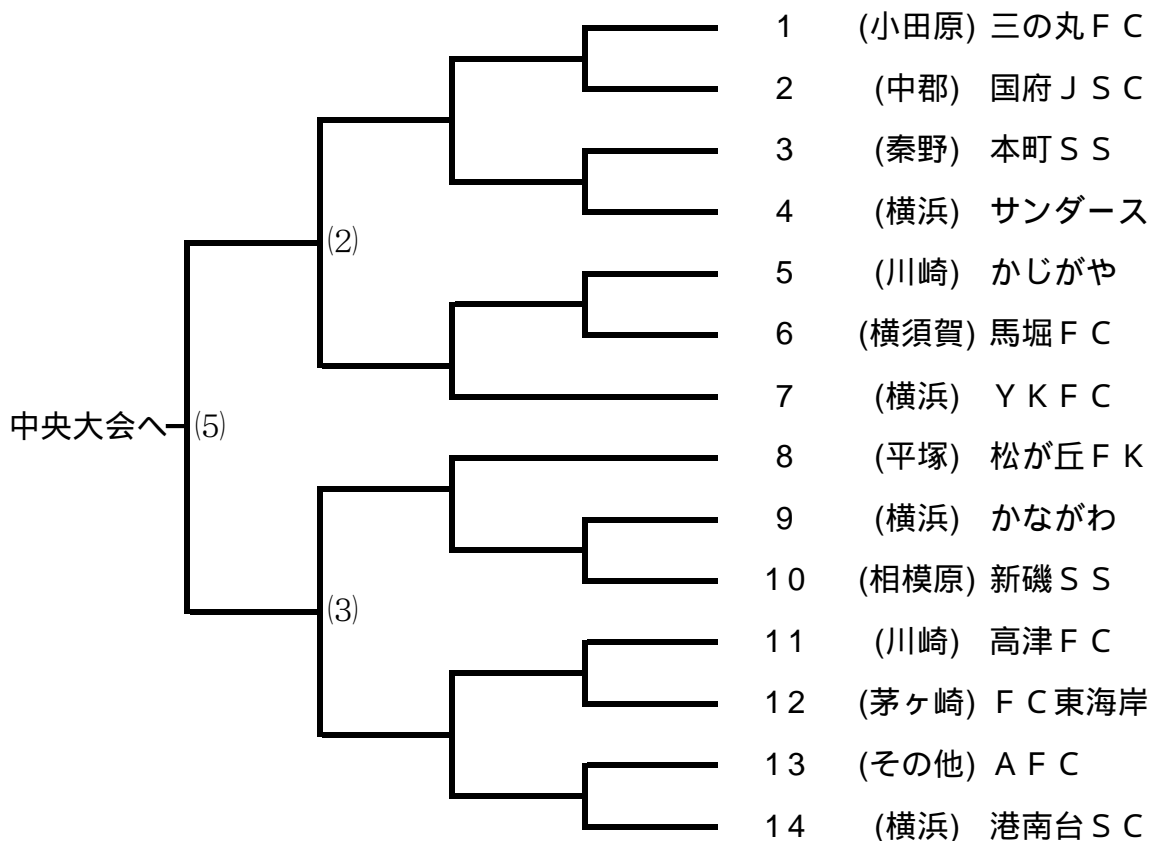 1 (小田原) 三の丸ＦＣ
2 (中郡) 国府ＪＳＣ
3 (秦野) 本町ＳＳ
4 (横浜) サンダース
(2)
5 (川崎) かじがや
6 (横須賀) 馬堀ＦＣ
7 (横浜) ＹＫＦＣ
中央大会へ (5)
8 (平塚) 松が丘ＦＫ
9 (横浜) かながわ
10 (相模原) 新磯ＳＳ
(3)
11 (川崎) 高津ＦＣ
12 (茅ヶ崎) ＦＣ東海岸
13 (その他) ＡＦＣ
14 (横浜) 港南台ＳＣ